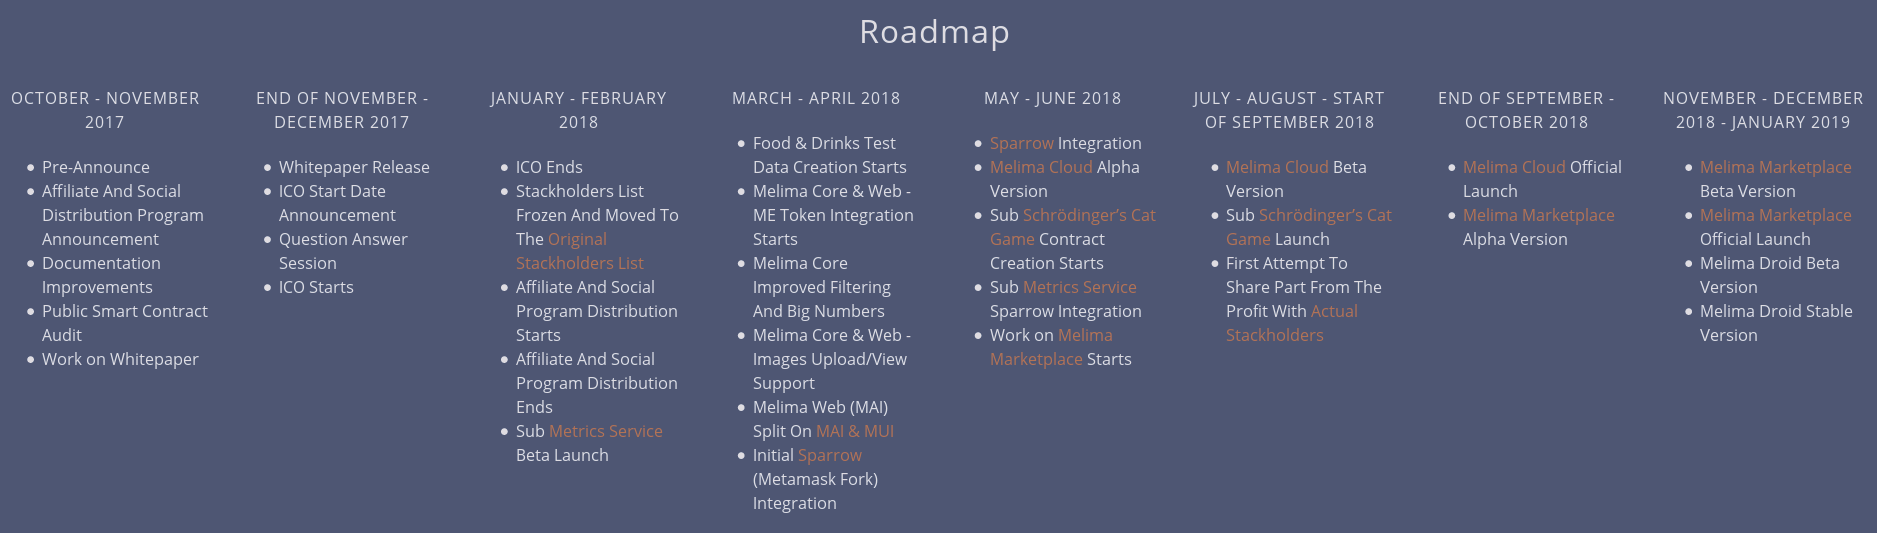 Roadmap
OCTOBER - NOVEMBER
2017
Pre-Announce
Affiliate And Social
Distribution Program
Announcement
Documentation
Improvements
Public Smart Contract
Audit
Work on Whitepaper
END OF NOVEMBER -
DECEMBER 2017
Whitepaper Release
ICO Start Date
Announcement
Question Answer
Session
ICO Starts
JANUARY - FEBRUARY
2018
ICO Ends
Stackholders List
Frozen And Moved To
The Original
Stackholders List
Affiliate And Social
Program Distribution
Starts
Affiliate And Social
Program Distribution
Ends
Sub Metrics Service
Beta Launch
MARCH - APRIL 2018
Food & Drinks Test
Data Creation Starts
Melima Core & Web -
ME Token Integration
Starts
Melima Core
Improved Filtering
And Big Numbers
Melima Core & Web -
Images Upload/View
Support
Melima Web (MAI)
Split On MAI & MUI
Initial Sparrow
(Metamask Fork)
Integration
MAY - JUNE 2018
Sparrow Integration
Melima Cloud Alpha
Version
Sub Schrödinger’s Cat
Game Contract
Creation Starts
Sub Metrics Service
Sparrow Integration
Work on Melima
Marketplace Starts
JULY - AUGUST - START
OF SEPTEMBER 2018
Melima Cloud Beta
Version
Sub Schrödinger’s Cat
Game Launch
First Attempt To
Share Part From The
Profit With Actual
Stackholders
END OF SEPTEMBER -
OCTOBER 2018
Melima Cloud Official
Launch
Melima Marketplace
Alpha Version
NOVEMBER - DECEMBER
2018 - JANUARY 2019
Melima Marketplace
Beta Version
Melima Marketplace
Official Launch
Melima Droid Beta
Version
Melima Droid Stable
Version